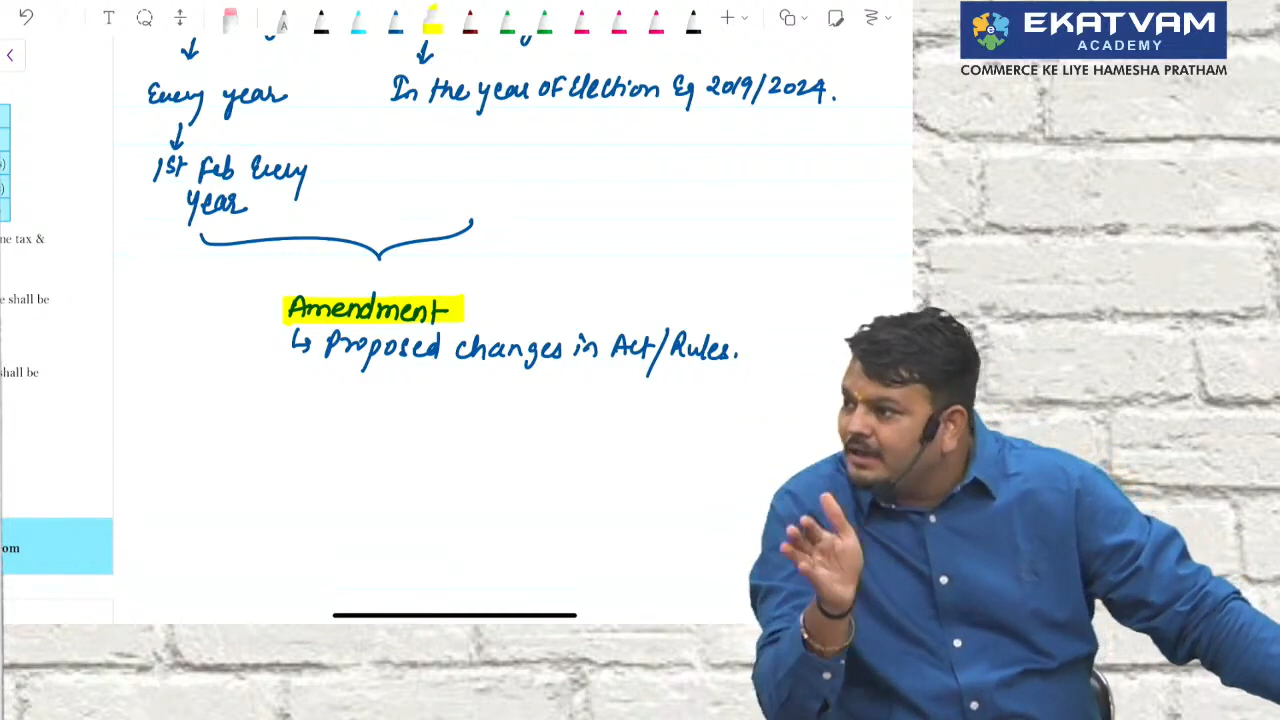 EKATVAM
ACADEMY
COMMERCE KE LIYE HAMESHA PRATHAM
Every year
In the year of Election Eg 2019/2024.
1st Feb Every
year
Amendment
↳ Proposed changes in Act/Rules.
me tax &
e shall be
shall be
om